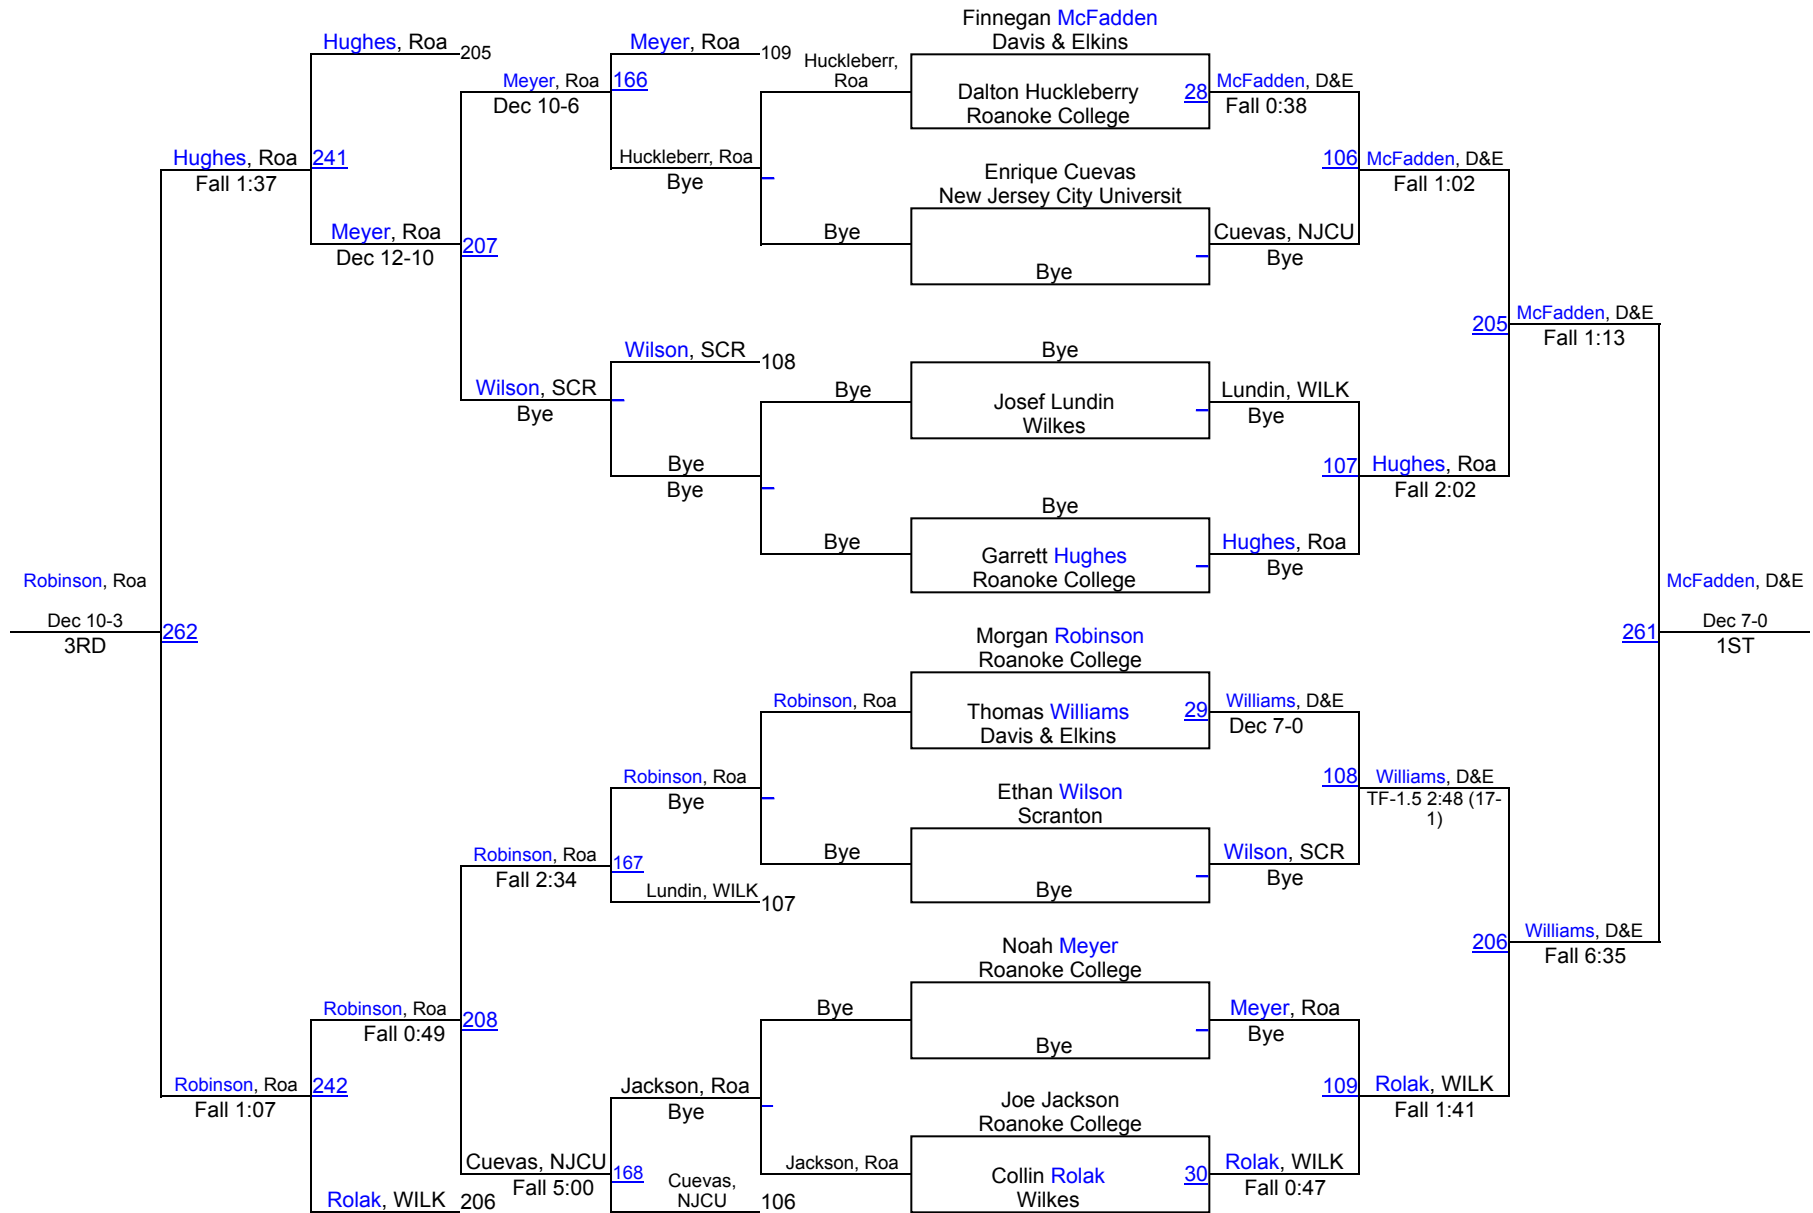 Finnegan McFadden
Davis & Elkins
Hughes, Roa
205
Meyer, Roa
109
Huckleberr,
Roa
Meyer, Roa
166
Dec 10-6
Dalton Huckleberry
Roanoke College
28
McFadden, D&E
Fall 0:38
Hughes, Roa
241
Fall 1:37
Huckleberr, Roa
Bye
Enrique Cuevas
New Jersey City Universit
106
McFadden, D&E
Fall 1:02
Meyer, Roa
Dec 12-10
207
Bye
Bye
Cuevas, NJCU
Bye
205
McFadden, D&E
Fall 1:13
Wilson, SCR
108
Bye
Wilson, SCR
Bye
Bye
Josef Lundin
Wilkes
Lundin, WILK
Bye
Bye
Bye
107
Hughes, Roa
Fall 2:02
Bye
Bye
Garrett Hughes
Roanoke College
Hughes, Roa
Bye
Robinson, Roa
Dec 10-3
3RD
262
McFadden, D&E
261
Dec 7-0
1ST
Morgan Robinson
Roanoke College
Robinson, Roa
Thomas Williams
Davis & Elkins
29
Williams, D&E
Dec 7-0
Robinson, Roa
Bye
Ethan Wilson
Scranton
108
Williams, D&E
TF-1.5 2:48 (17-
1)
Robinson, Roa
167
Fall 2:34
Bye
Bye
Wilson, SCR
Bye
Lundin, WILK
107
Noah Meyer
Roanoke College
206
Williams, D&E
Fall 6:35
Robinson, Roa
Fall 0:49
208
Bye
Bye
Meyer, Roa
Bye
Robinson, Roa
242
Fall 1:07
Jackson, Roa
Bye
Joe Jackson
Roanoke College
109
Rolak, WILK
Fall 1:41
Cuevas, NJCU
168
Fall 5:00
Jackson, Roa
Collin Rolak
Wilkes
30
Rolak, WILK
Fall 0:47
Rolak, WILK
206
Cuevas,
NJCU
106